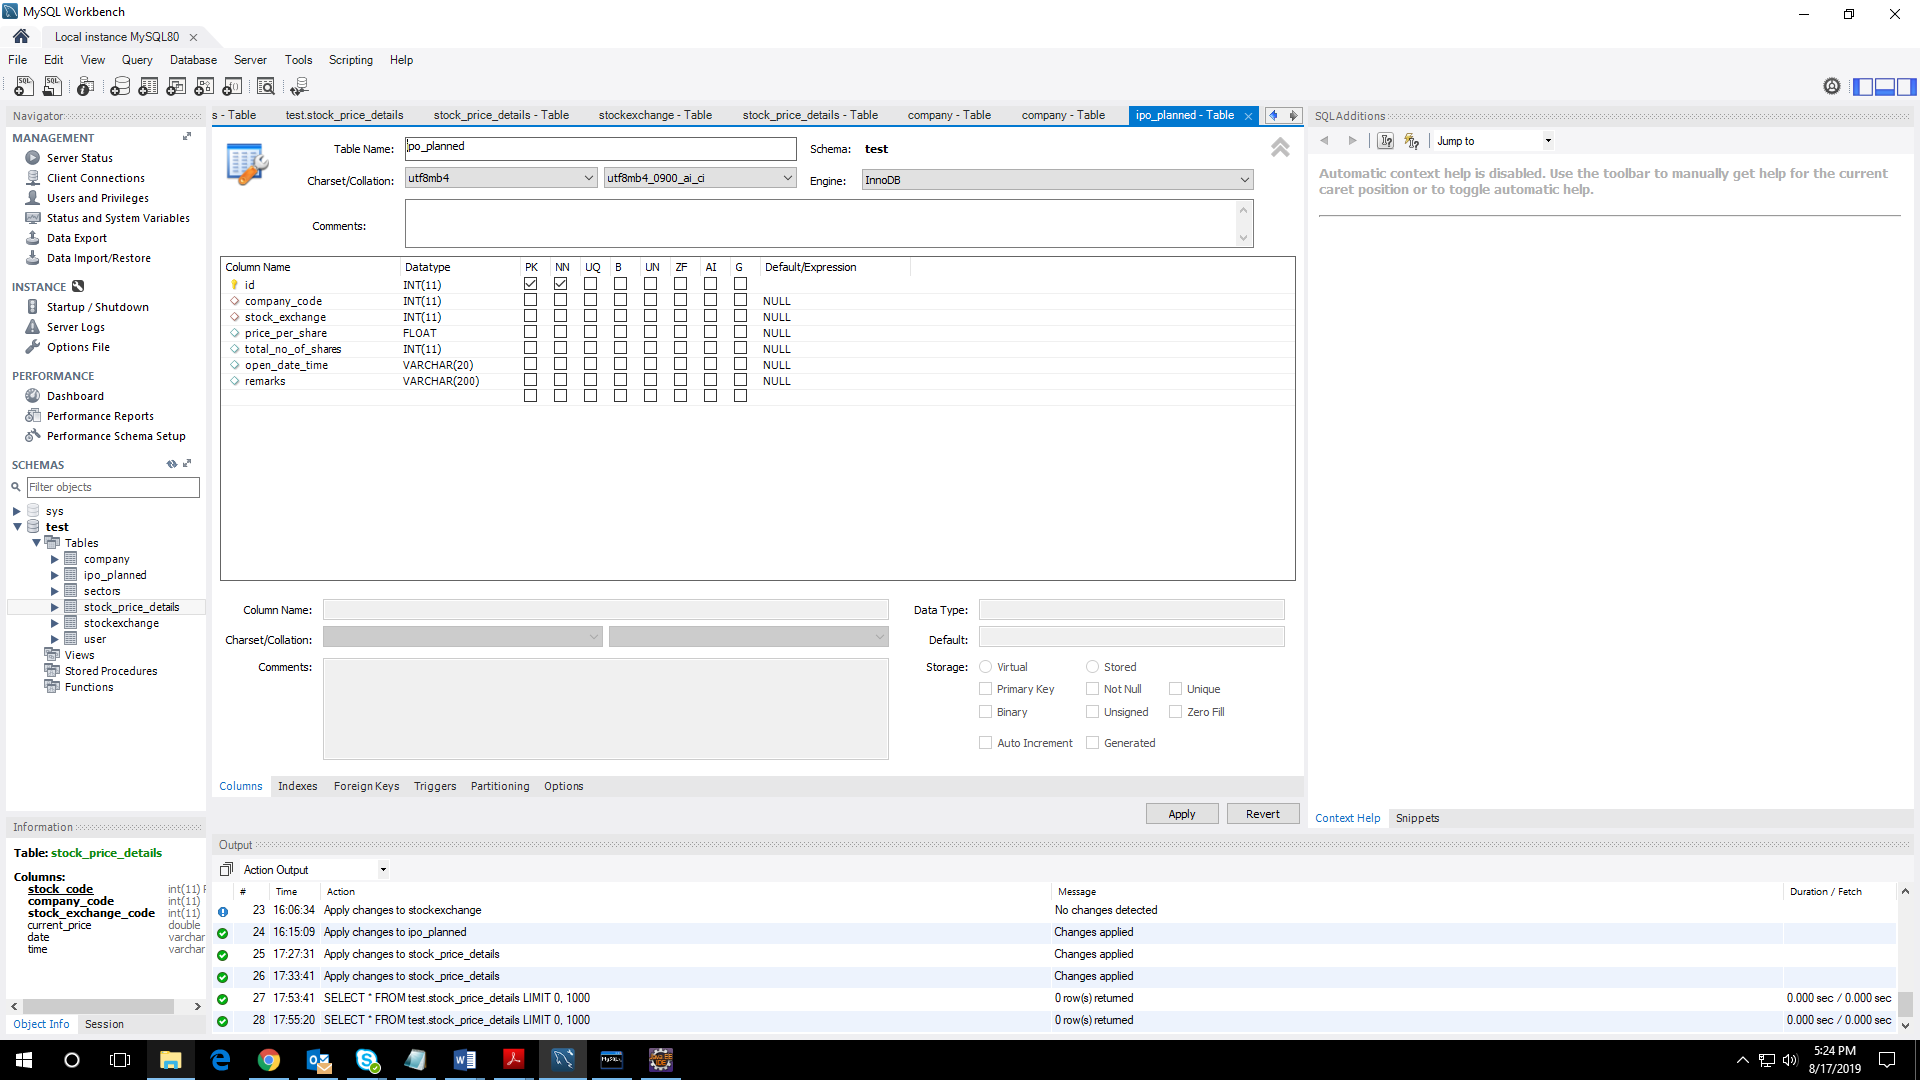 MySQL Workbench
Local instance MySQL80
File Edit View Query Database Server Tools Scripting Help
Navigator
MANAGEMENT
Server Status
Client Connections
Users and Privileges
Status and System Variables
Data Export
Data Import/Restore
INSTANCE
Startup / Shutdown
Server Logs
Options File
PERFORMANCE
Dashboard
Performance Reports
Performance Schema Setup
SCHEMAS
Filter objects
sys
test
Tables
company
ipo_planned
sectors
stock_price_details
stockexchange
user
Views
Stored Procedures
Functions
Information
Table: stock_price_details
Columns:
stock_code int(11) P
company_code int(11)
stock_exchange_code int(11)
current_price double
date varchar
time varchar
Object Info Session
s - Table test.stock_price_details stock_price_details - Table stockexchange - Table stock_price_details - Table company - Table company - Table ipo_planned - Table
Table Name: ipo_planned Schema: test
Charset/Collation: utf8mb4 utf8mb4_0900_ai_ci Engine: InnoDB
Comments:
Column Name Datatype PK NN UQ B UN ZF AI G Default/Expression
id INT(11)
company_code INT(11) NULL
stock_exchange INT(11) NULL
price_per_share FLOAT NULL
total_no_of_shares INT(11) NULL
open_date_time VARCHAR(20) NULL
remarks VARCHAR(200) NULL
Column Name: Data Type:
Charset/Collation: Default:
Comments: Storage: Virtual Stored
Primary Key Not Null Unique
Binary Unsigned Zero Fill
Auto Increment Generated
Columns Indexes Foreign Keys Triggers Partitioning Options
Apply Revert
SQLAdditions
Jump to
Automatic context help is disabled. Use the toolbar to manually get help for the current
caret position or to toggle automatic help.
Context Help Snippets
Output
Action Output
# Time Action Message Duration / Fetch
23 16:06:34 Apply changes to stockexchange No changes detected
24 16:15:09 Apply changes to ipo_planned Changes applied
25 17:27:31 Apply changes to stock_price_details Changes applied
26 17:33:41 Apply changes to stock_price_details Changes applied
27 17:53:41 SELECT * FROM test.stock_price_details LIMIT 0, 1000 0 row(s) returned 0.000 sec / 0.000 sec
28 17:55:20 SELECT * FROM test.stock_price_details LIMIT 0, 1000 0 row(s) returned 0.000 sec / 0.000 sec
5:24 PM
8/17/2019